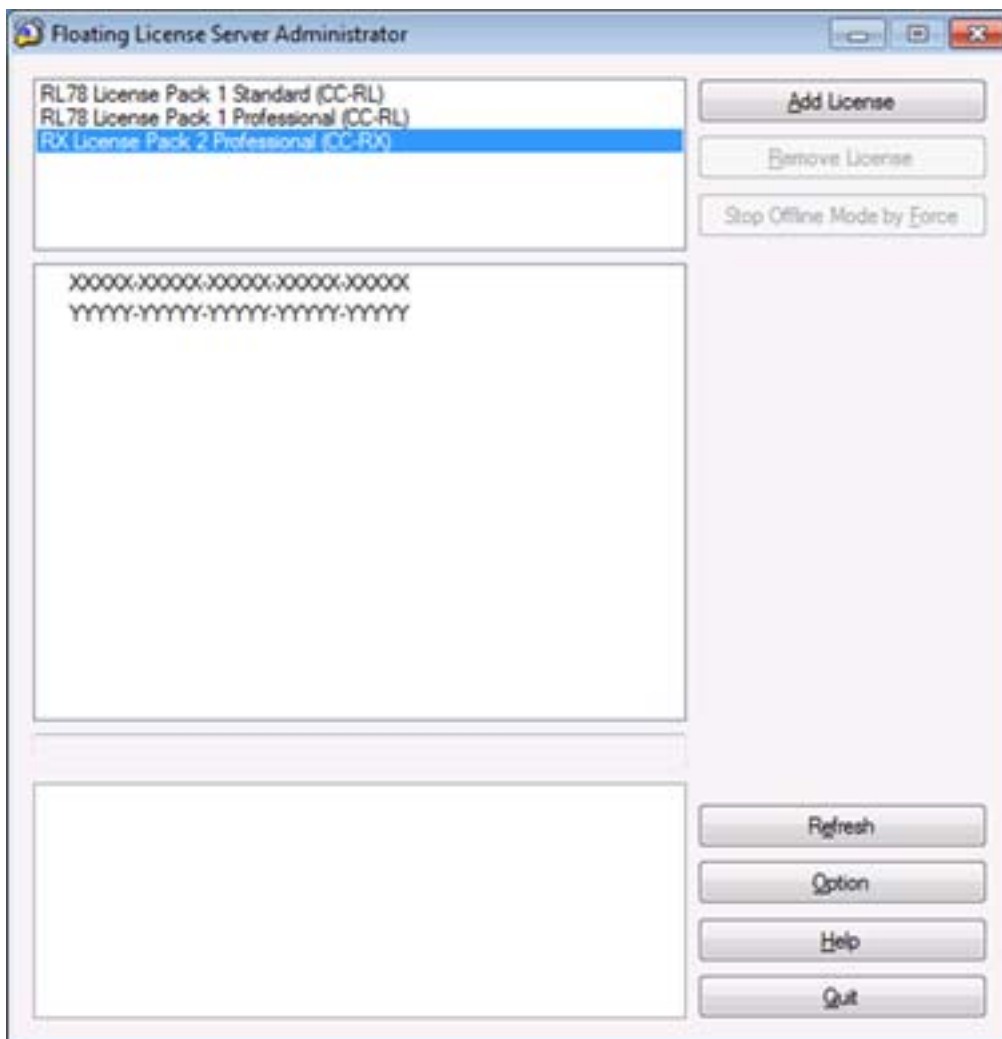 Floating License Server Administrator
RL78 License Pack 1 Standard (CC-RL)
RL78 License Pack 1 Professional (CC-RL)
RX License Pack 2 Professional (CC-RX)
Add License
Remove License
Stop Offline Mode by Force
XXXXX-XXXXX-XXXXX-XXXXX-XXXXX
YYYYY-YYYYY-YYYYY-YYYYY-YYYYY
Refresh
Option
Help
Quit